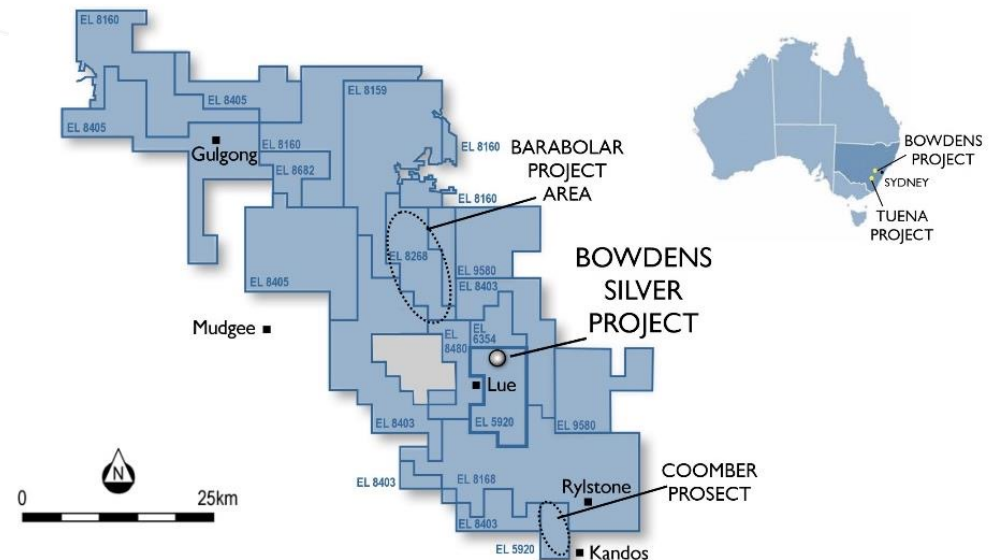 EL 8160
EL 8405
EL 8159
EL 8405
Gulgong
EL 8160
EL 8682
EL 8160
BARABOLAR
PROJECT
AREA
EL 8160
BOWDENS
PROJECT
SYDNEY
TUENA
PROJECT
EL 8268
EL 9580
EL 8405
EL 8403
BOWDENS
SILVER
PROJECT
Mudgee
EL
8480
EL
6354
Lue
EL 8403
EL 5920
EL 9580
EL 8403
EL 8168
COOMBER
PROSECT
Rylstone
EL 8403
EL 5920
Kandos
N
0
25km